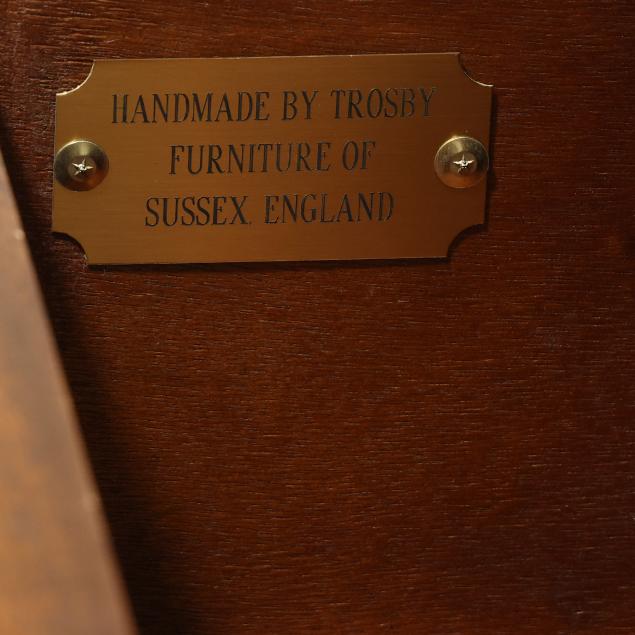 HANDMADE BY TROSBY
FURNITURE OF
SUSSEX, ENGLAND